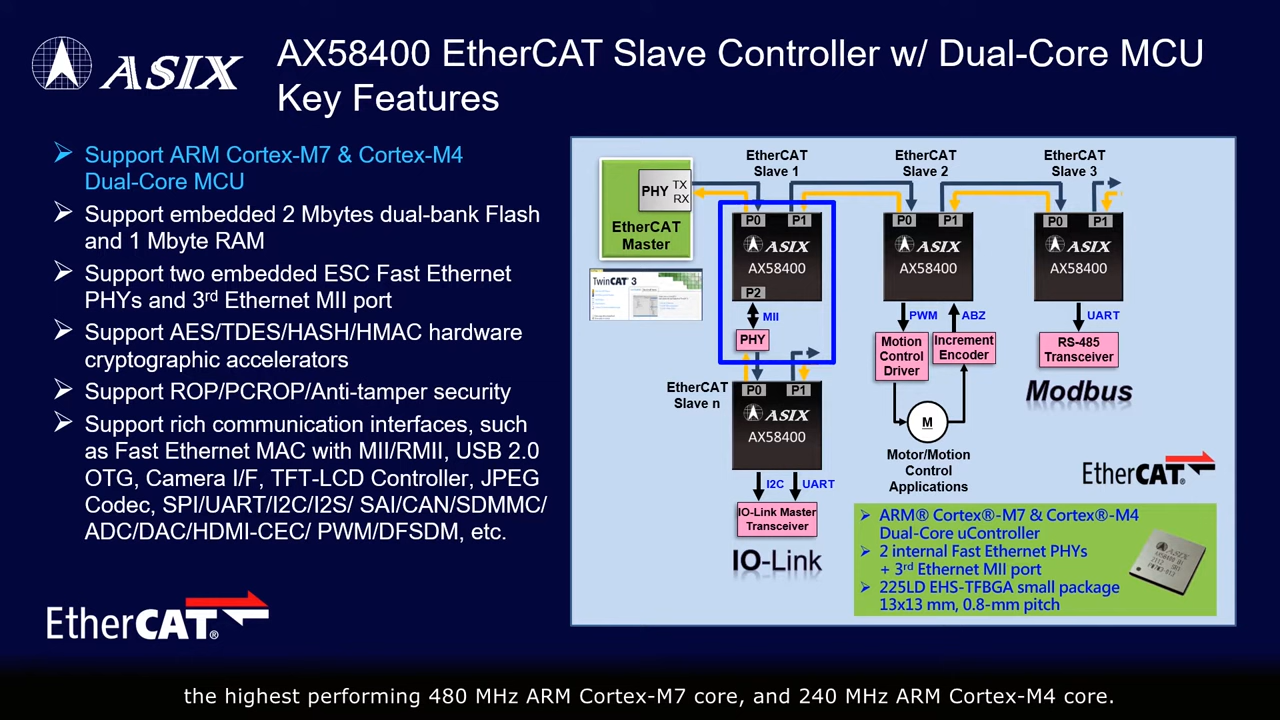 ASIX
AX58400 EtherCAT Slave Controller w/ Dual-Core MCU
Key Features
Support ARM Cortex-M7 & Cortex-M4
Dual-Core MCU
Support embedded 2 Mbytes dual-bank Flash
and 1 Mbyte RAM
Support two embedded ESC Fast Ethernet
PHYs and 3rd Ethernet MII port
Support AES/TDES/HASH/HMAC hardware
cryptographic accelerators
Support ROP/PCROP/Anti-tamper security
Support rich communication interfaces, such
as Fast Ethernet MAC with MII/RMII, USB 2.0
OTG, Camera I/F, TFT-LCD Controller, JPEG
Codec, SPI/UART/I2C/I2S/ SAI/CAN/SDMMC/
ADC/DAC/HDMI-CEC/ PWM/DFSDM, etc.
EtherCAT®
EtherCAT
Slave 1
EtherCAT
Slave 2
EtherCAT
Slave 3
PHY
TX
RX
EtherCAT
Master
TwinCAT 3
P0
P1
ASIX
AX58400
P2
MII
PHY
P0
P1
ASIX
AX58400
PWM
ABZ
Motion
Control
Driver
Increment
Encoder
M
Motor/Motion
Control
Applications
P0
P1
ASIX
AX58400
UART
RS-485
Transceiver
Modbus
EtherCAT
Slave n
P0
P1
ASIX
AX58400
I2C
UART
IO-Link Master
Transceiver
IO-Link
EtherCAT®
ARM® Cortex®-M7 & Cortex®-M4
Dual-Core uController
2 internal Fast Ethernet PHYs
+ 3rd Ethernet MII port
225LD EHS-TFBGA small package
13x13 mm, 0.8-mm pitch
ASIX
the highest performing 480 MHz ARM Cortex-M7 core, and 240 MHz ARM Cortex-M4 core.